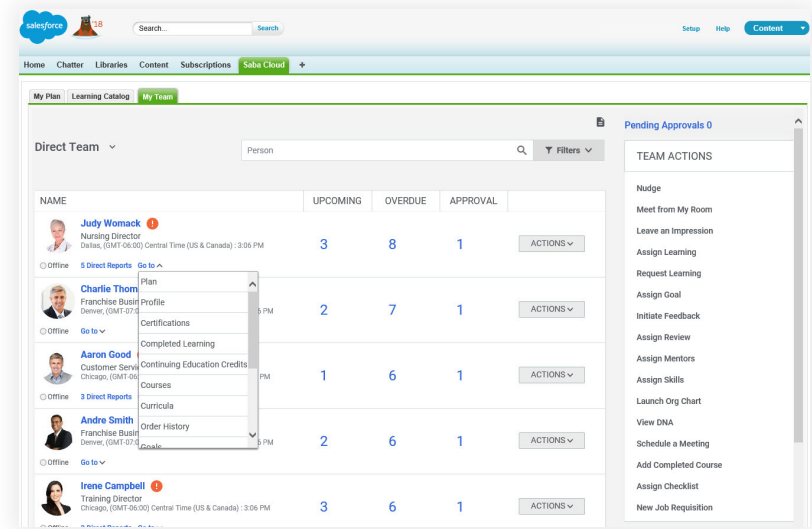 salesforce '18 Search... Search Setup Help Content
Home Chatter Libraries Content Subscriptions Saba Cloud +
My Plan Learning Catalog My Team
Direct Team
Person
Filters
NAME UPCOMING OVERDUE APPROVAL
Judy Womack
Nursing Director
Dallas, (GMT-06:00) Central Time (US & Canada) : 3:06 PM
3 8 1 ACTIONS
Offline 5 Direct Reports Go to
Plan
Profile
Certifications
Completed Learning
Continuing Education Credits
Courses
Curricula
Order History
Goals
Charlie Thom
Franchise Busin
Denver, (GMT-07:0 6 PM
2 7 1 ACTIONS
Offline Go to
Aaron Good
Customer Servi
Chicago, (GMT-06 PM
1 6 1 ACTIONS
Offline 3 Direct Reports
Andre Smith
Franchise Busin
Denver, (GMT-07:0 6 PM
2 6 1 ACTIONS
Offline Go to
Irene Campbell
Training Director
Chicago, (GMT-06:00) Central Time (US & Canada) : 3:06 PM
3 6 1 ACTIONS
Pending Approvals 0
TEAM ACTIONS
Nudge
Meet from My Room
Leave an Impression
Assign Learning
Request Learning
Assign Goal
Initiate Feedback
Assign Review
Assign Mentors
Assign Skills
Launch Org Chart
View DNA
Schedule a Meeting
Add Completed Course
Assign Checklist
New Job Requisition